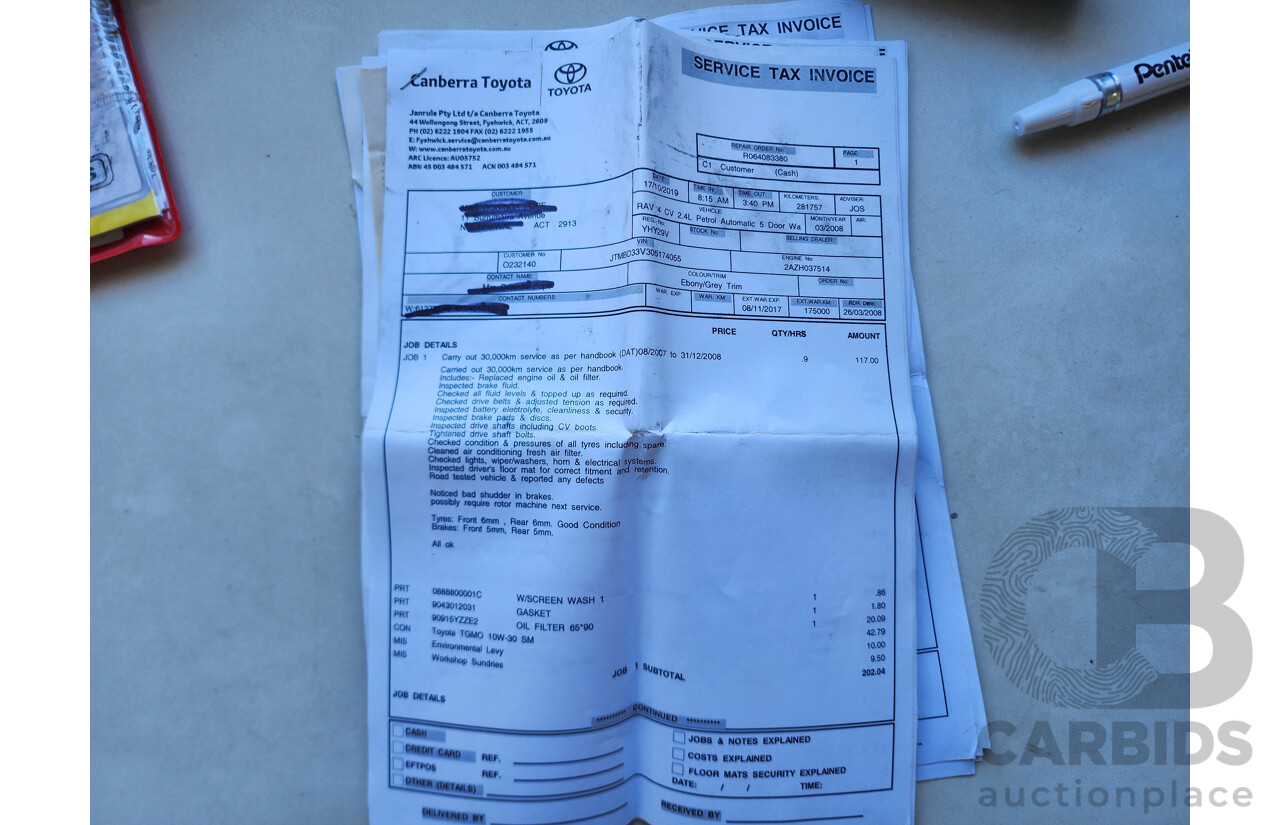 VICE TAX INVOICE
SERVICE TAX INVOICE
Canberra Toyota
TOYOTA
Pente
Janrule Pty Ltd t/a Canberra Toyota
44 Wollongong Street, Fyshwick, ACT, 2609
PH (02) 6222 1904 FAX (02) 6222 1955
E: Fyshwick.service@canberratoyota.com.au
W: www.canberratoyota.com.au
ARC Licence: AU05752
ABN 45 003 484 571 ACN 003 484 571
REPAIR ORDER No: PAGE:
RO64083380 1
C1 Customer (Cash)
CUSTOMER:
ACT 2913
DATE: TIME IN: TIME OUT: KILOMETERS: ADVISER:
17/10/2019 8:15 AM 3:40 PM 281757 JOS
VEHICLE: MONTH/YEAR AIR:
RAV-4 CV 2.4L Petrol Automatic 5 Door Wa 03/2008
REG.No: STOCK No: SELLING DEALER:
YHY29V
CUSTOMER No: VIN: ENGINE No:
O232140 JTMBD33V305174055 2AZH037514
CONTACT NAME: COLOUR/TRIM ORDER No:
Ebony/Grey Trim
CONTACT NUMBERS: WAR. EXP: WAR. KM EXT.WAR.EXP EXT.WAR.KM: RDR Date:
08/11/2017 175000 26/03/2008
PRICE QTY/HRS AMOUNT
JOB DETAILS
JOB 1 Carry out 30,000km service as per handbook (DAT)08/2007 to 31/12/2008 .9 117.00
Carried out 30,000km service as per handbook.
Includes:- Replaced engine oil & oil filter.
Inspected brake fluid.
Checked all fluid levels & topped up as required.
Checked drive belts & adjusted tension as required.
Inspected battery electrolyte, cleanliness & security.
Inspected brake pads & discs.
Inspected drive shafts including CV boots.
Tightened drive shaft bolts.
Checked condition & pressures of all tyres including spare.
Cleaned air conditioning fresh air filter.
Checked lights, wiper/washers, horn & electrical systems.
Inspected driver's floor mat for correct fitment and retention.
Road tested vehicle & reported any defects
Noticed bad shudder in brakes.
possibly require rotor machine next service.
Tyres: Front 6mm , Rear 6mm. Good Condition
Brakes: Front 5mm, Rear 5mm.
All ok
PRT 0888800001C W/SCREEN WASH 1 1 .86
PRT 9043012031 GASKET 1 1.80
PRT 90915YZZE2 OIL FILTER 65*90 1 20.09
CON Toyota TGMO 10W-30 SM 42.79
MIS Environmental Levy 10.00
MIS Workshop Sundries 9.50
JOB 1 SUBTOTAL 202.04
JOB DETAILS
********** CONTINUED **********
CASH
CREDIT CARD REF.
EFTPOS REF.
OTHER (DETAILS)
JOBS & NOTES EXPLAINED
COSTS EXPLAINED
FLOOR MATS SECURITY EXPLAINED
DATE: / / TIME:
DELIVERED BY RECEIVED BY
CARBIDS
auctionplace